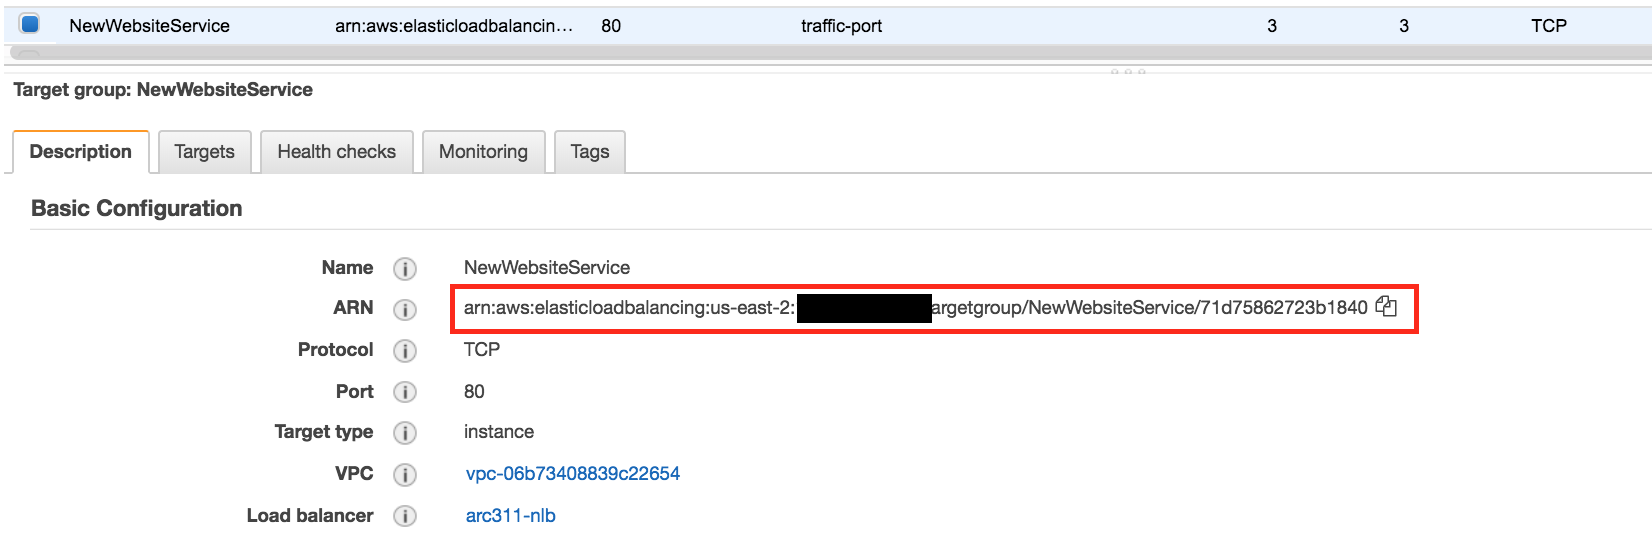 NewWebsiteService arn:aws:elasticloadbalancin... 80 traffic-port 3 3 TCP
Target group: NewWebsiteService
Description Targets Health checks Monitoring Tags
Basic Configuration
Name i NewWebsiteService
ARN i arn:aws:elasticloadbalancing:us-east-2: argetgroup/NewWebsiteService/71d75862723b1840
Protocol i TCP
Port i 80
Target type i instance
VPC i vpc-06b73408839c22654
Load balancer i arc311-nlb